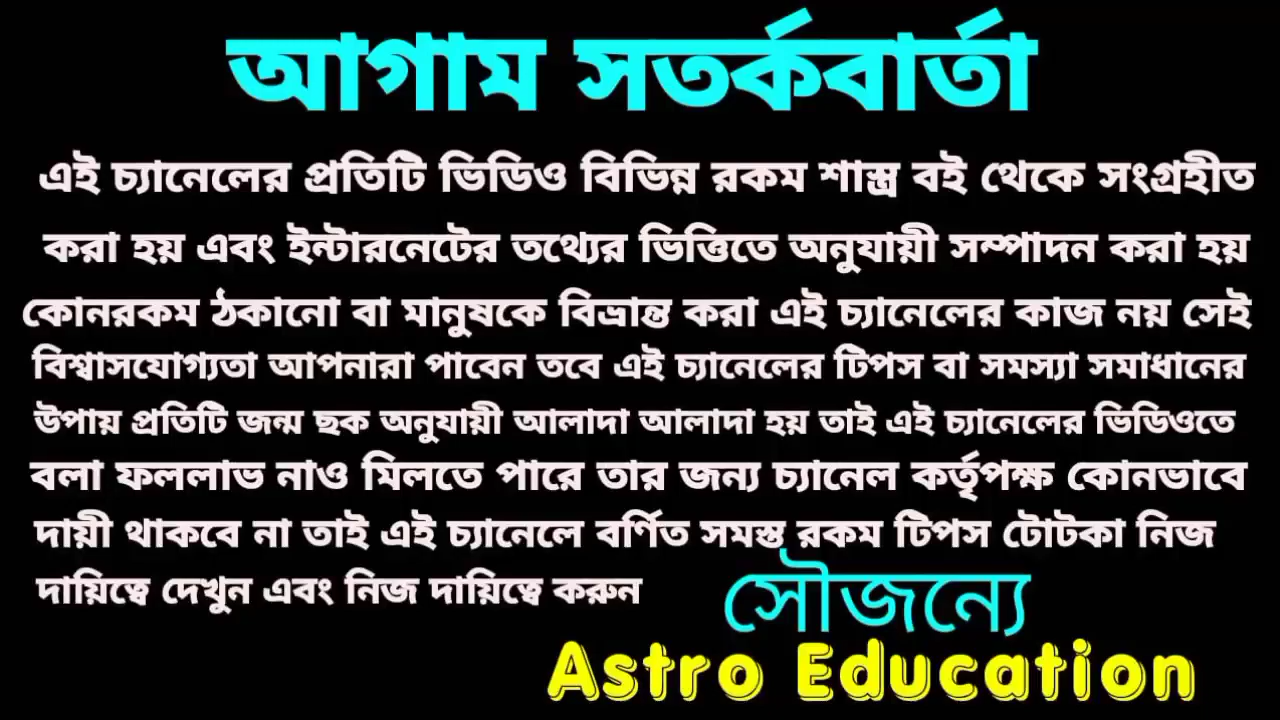 আগাম সতর্কবার্তা
এই চ্যানেলের প্রতিটি ভিডিও বিভিন্ন রকম শাস্ত্র বই থেকে সংগ্রহীত
করা হয় এবং ইন্টারনেটের তথ্যের ভিত্তিতে অনুযায়ী সম্পাদন করা হয়
কোনরকম ঠকানো বা মানুষকে বিভ্রান্ত করা এই চ্যানেলের কাজ নয় সেই
বিশ্বাসযোগ্যতা আপনারা পাবেন তবে এই চ্যানেলের টিপস বা সমস্যা সমাধানের
উপায় প্রতিটি জন্ম ছক অনুযায়ী আলাদা আলাদা হয় তাই এই চ্যানেলের ভিডিওতে
বলা ফললাভ নাও মিলতে পারে তার জন্য চ্যানেল কর্তৃপক্ষ কোনভাবে
দায়ী থাকবে না তাই এই চ্যানেলে বর্ণিত সমস্ত রকম টিপস টোটকা নিজ
দায়িত্বে দেখুন এবং নিজ দায়িত্বে করুন
সৌজন্যে
Astro Education